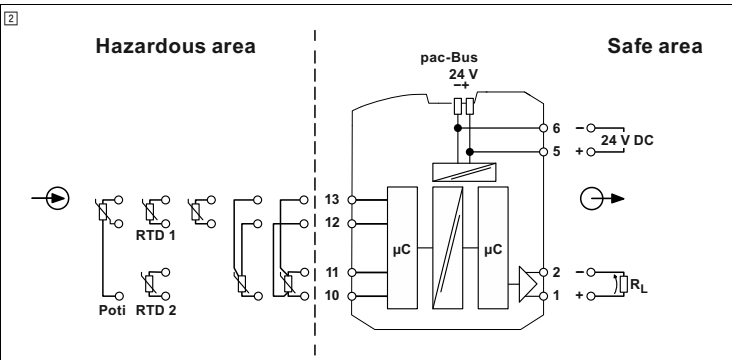 2
Hazardous area
Safe area
pac-Bus
24 V
−+
6 −
24 V DC
5 +
13
12
RTD 1
µC
µC
11
10
2 −
RL
1 +
Poti RTD 2